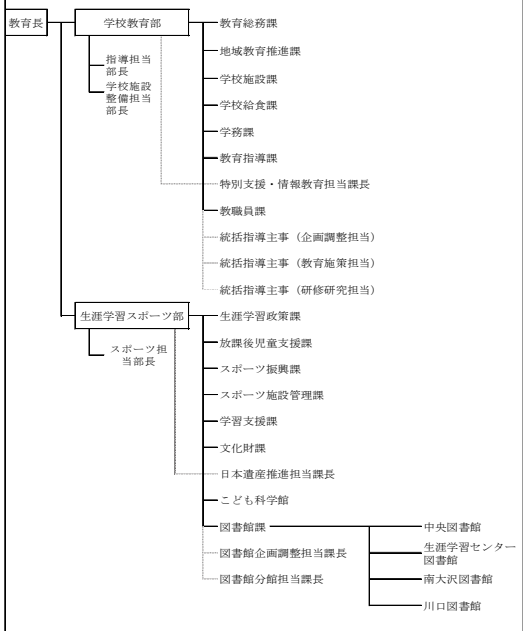 教育長
学校教育部
指導担当
部長
学校施設
整備担当
部長
教育総務課
地域教育推進課
学校施設課
学校給食課
学務課
教育指導課
特別支援・情報教育担当課長
教職員課
統括指導主事（企画調整担当）
統括指導主事（教育施策担当）
統括指導主事（研修研究担当）
生涯学習スポーツ部
スポーツ担
当部長
生涯学習政策課
放課後児童支援課
スポーツ振興課
スポーツ施設管理課
学習支援課
文化財課
日本遺産推進担当課長
こども科学館
図書館課
図書館企画調整担当課長
図書館分館担当課長
中央図書館
生涯学習センター
図書館
南大沢図書館
川口図書館